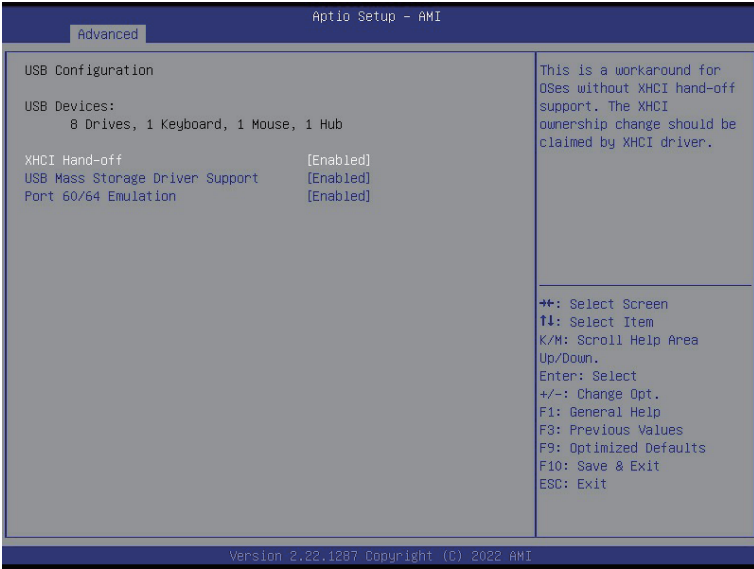 Aptio Setup - AMI
Advanced
USB Configuration
USB Devices:
8 Drives, 1 Keyboard, 1 Mouse, 1 Hub
XHCI Hand-off [Enabled]
USB Mass Storage Driver Support [Enabled]
Port 60/64 Emulation [Enabled]
This is a workaround for
OSes without XHCI hand-off
support. The XHCI
ownership change should be
claimed by XHCI driver.
→←: Select Screen
↑↓: Select Item
K/M: Scroll Help Area
Up/Down.
Enter: Select
+/-: Change Opt.
F1: General Help
F3: Previous Values
F9: Optimized Defaults
F10: Save & Exit
ESC: Exit
Version 2.22.1287 Copyright (C) 2022 AMI